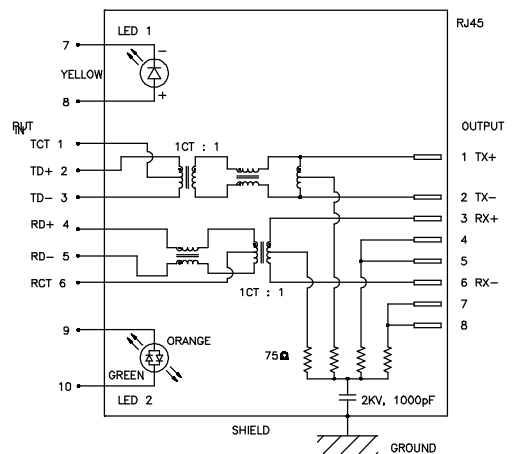 LED 1
RJ45
7
−
YELLOW
8
+
TCT 1
1CT : 1
OUTPUT
TD+ 2
1 TX+
TD- 3
2 TX-
RD+ 4
3 RX+
4
RD- 5
5
RCT 6
1CT : 1
6 RX-
7
8
9
ORANGE
75Ω
GREEN
10
LED 2
2KV, 1000pF
SHIELD
GROUND